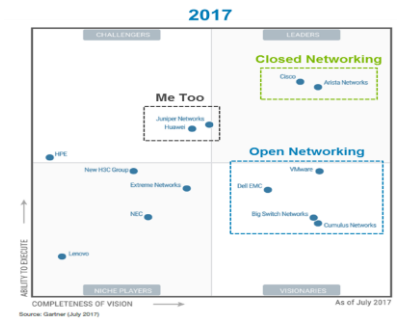 2017
CHALLENGERS
LEADERS
Closed Networking
Cisco
Arista Networks
Me Too
Juniper Networks
Huawei
Open Networking
HPE
New H3C Group
VMware
Extreme Networks
Dell EMC
NEC
Big Switch Networks
Cumulus Networks
Lenovo
ABILITY TO EXECUTE
NICHE PLAYERS
VISIONARIES
COMPLETENESS OF VISION
As of July 2017
Source: Gartner (July 2017)